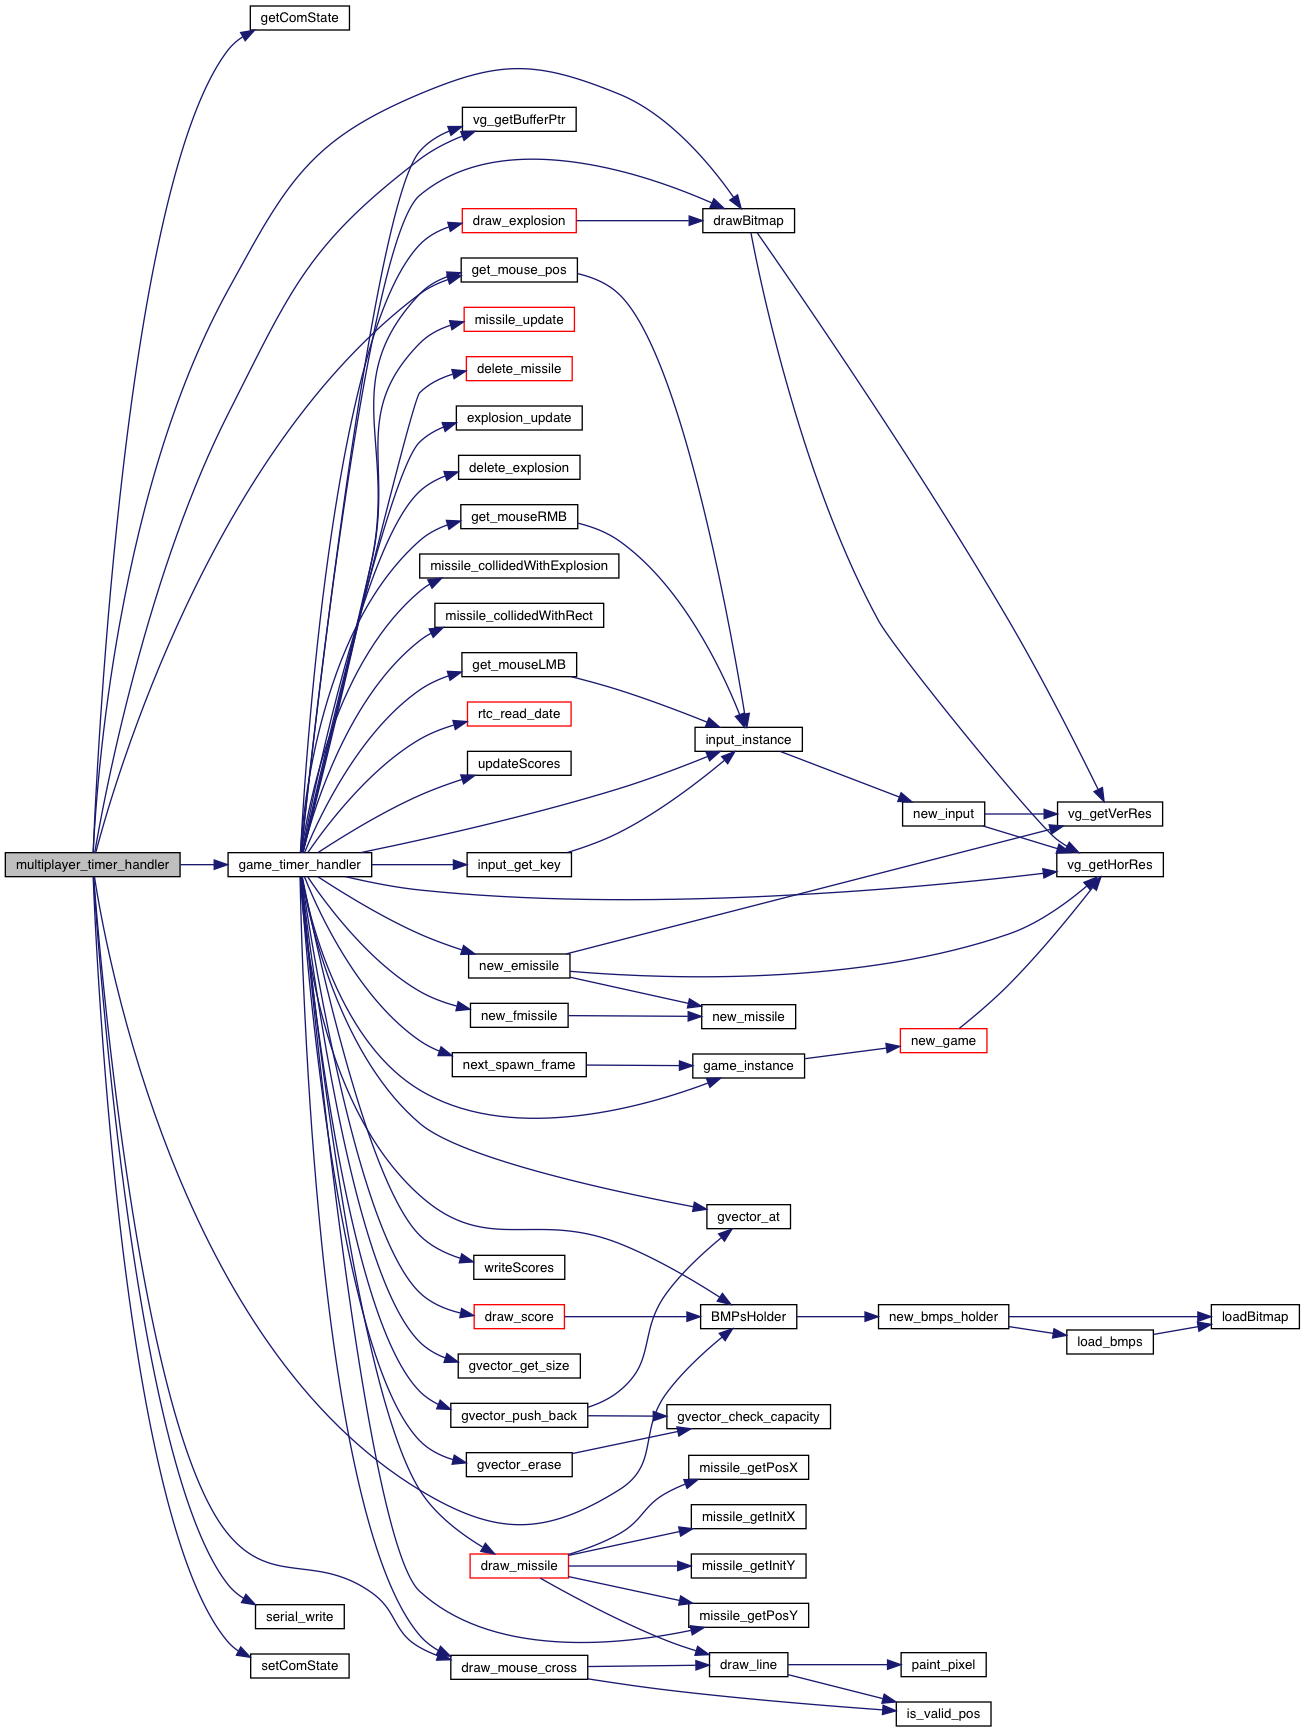 getComState
vg_getBufferPtr
drawBitmap
draw_explosion
get_mouse_pos
missile_update
delete_missile
explosion_update
delete_explosion
get_mouseRMB
missile_collidedWithExplosion
missile_collidedWithRect
get_mouseLMB
rtc_read_date
input_instance
updateScores
new_input
vg_getVerRes
multiplayer_timer_handler
game_timer_handler
input_get_key
vg_getHorRes
new_emissile
new_fmissile
new_missile
new_game
next_spawn_frame
game_instance
gvector_at
writeScores
draw_score
BMPsHolder
new_bmps_holder
loadBitmap
load_bmps
gvector_get_size
gvector_push_back
gvector_check_capacity
gvector_erase
missile_getPosX
missile_getInitX
draw_missile
missile_getInitY
serial_write
missile_getPosY
setComState
draw_mouse_cross
draw_line
paint_pixel
is_valid_pos